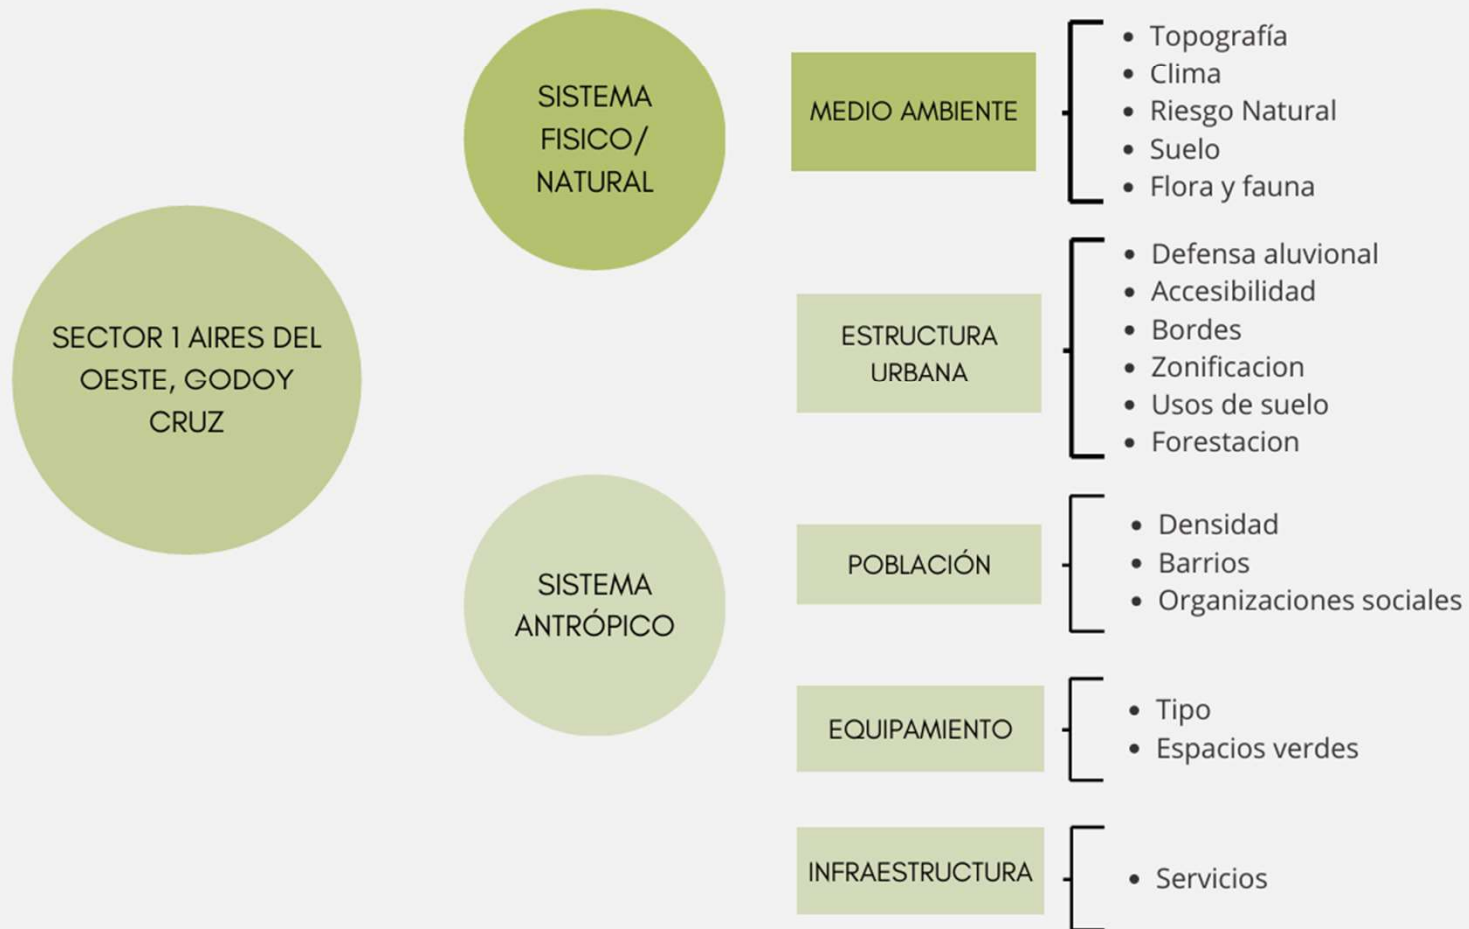 SECTOR 1 AIRES DEL
OESTE, GODOY
CRUZ
SISTEMA
FISICO/
NATURAL
MEDIO AMBIENTE
Topografía
Clima
Riesgo Natural
Suelo
Flora y fauna
SISTEMA
ANTRÓPICO
ESTRUCTURA
URBANA
Defensa aluvional
Accesibilidad
Bordes
Zonificacion
Usos de suelo
Forestacion
POBLACIÓN
Densidad
Barrios
Organizaciones sociales
EQUIPAMIENTO
Tipo
Espacios verdes
INFRAESTRUCTURA
Servicios